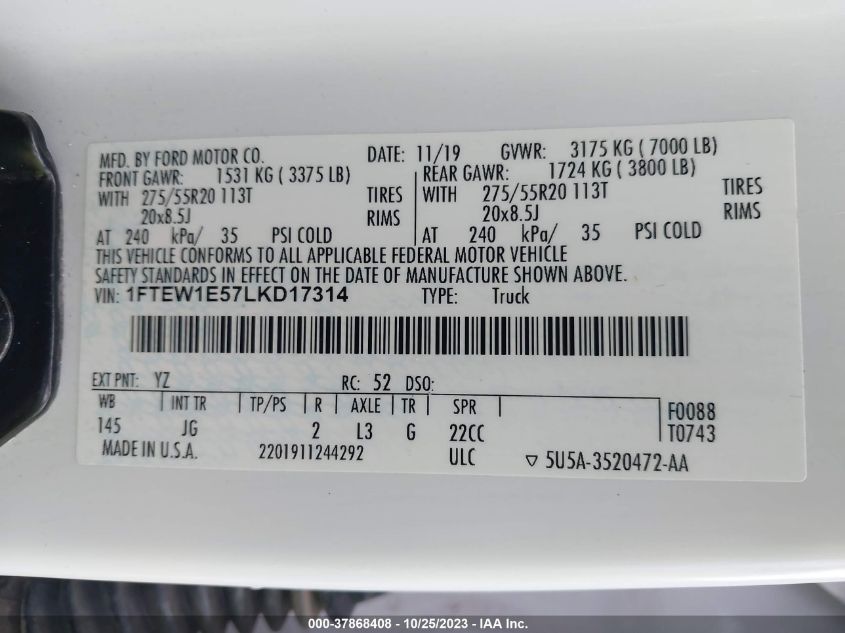 MFD. BY FORD MOTOR CO. DATE: 11/19 GVWR: 3175 KG ( 7000 LB)
FRONT GAWR: 1531 KG ( 3375 LB) REAR GAWR: 1724 KG ( 3800 LB)
WITH 275/55R20 113T TIRES WITH 275/55R20 113T TIRES
20x8.5J RIMS 20x8.5J RIMS
AT 240 kPa/ 35 PSI COLD AT 240 kPa/ 35 PSI COLD
THIS VEHICLE CONFORMS TO ALL APPLICABLE FEDERAL MOTOR VEHICLE
SAFETY STANDARDS IN EFFECT ON THE DATE OF MANUFACTURE SHOWN ABOVE.
VIN: 1FTEW1E57LKD17314 TYPE: Truck
EXT PNT: YZ RC: 52 DSO:
WB INT TR TP/PS R AXLE TR SPR F0088
145 JG 2 L3 G 22CC T0743
MADE IN U.S.A. 2201911244292 ULC ▽ 5U5A-3520472-AA
000-37868408 - 10/25/2023 - IAA Inc.